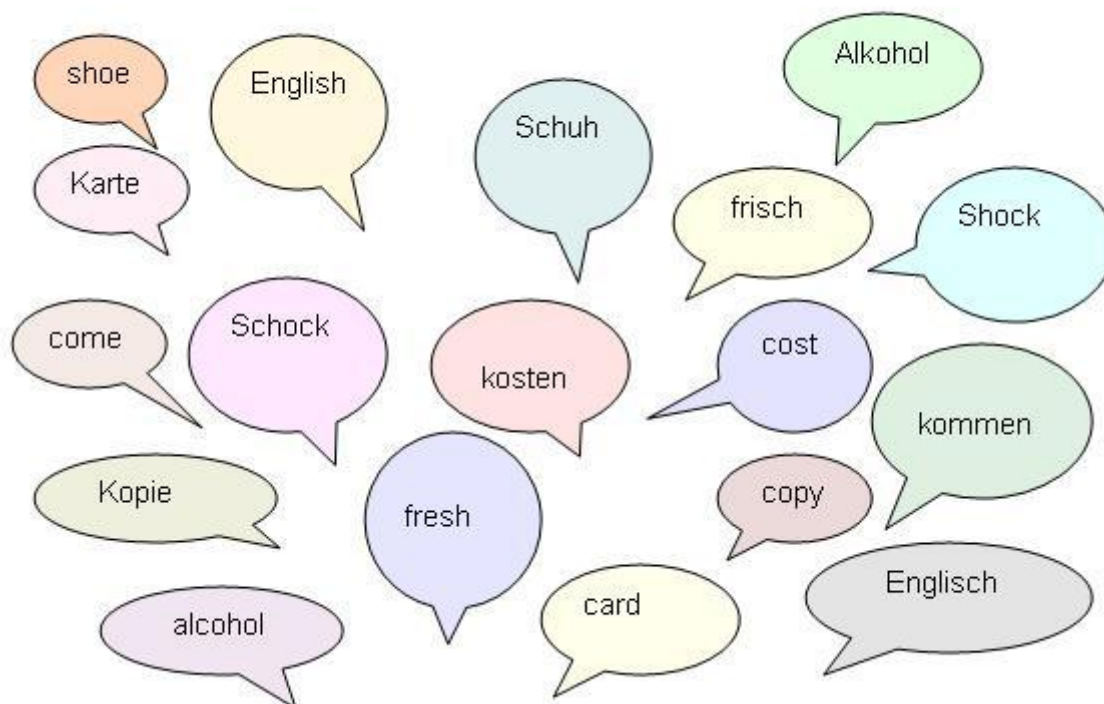 shoe
English
Alkohol
Schuh
Karte
frisch
Shock
come
Schock
kosten
cost
kommen
Kopie
fresh
copy
Englisch
alcohol
card